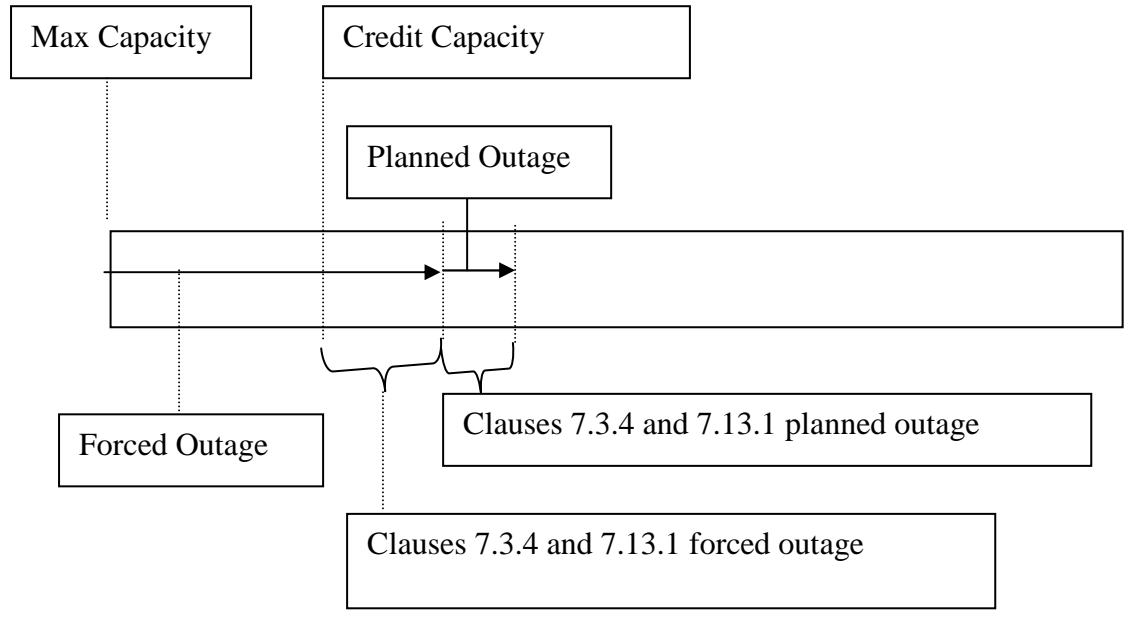 Max Capacity
Credit Capacity
Planned Outage
Clauses 7.3.4 and 7.13.1 planned outage
Forced Outage
Clauses 7.3.4 and 7.13.1 forced outage